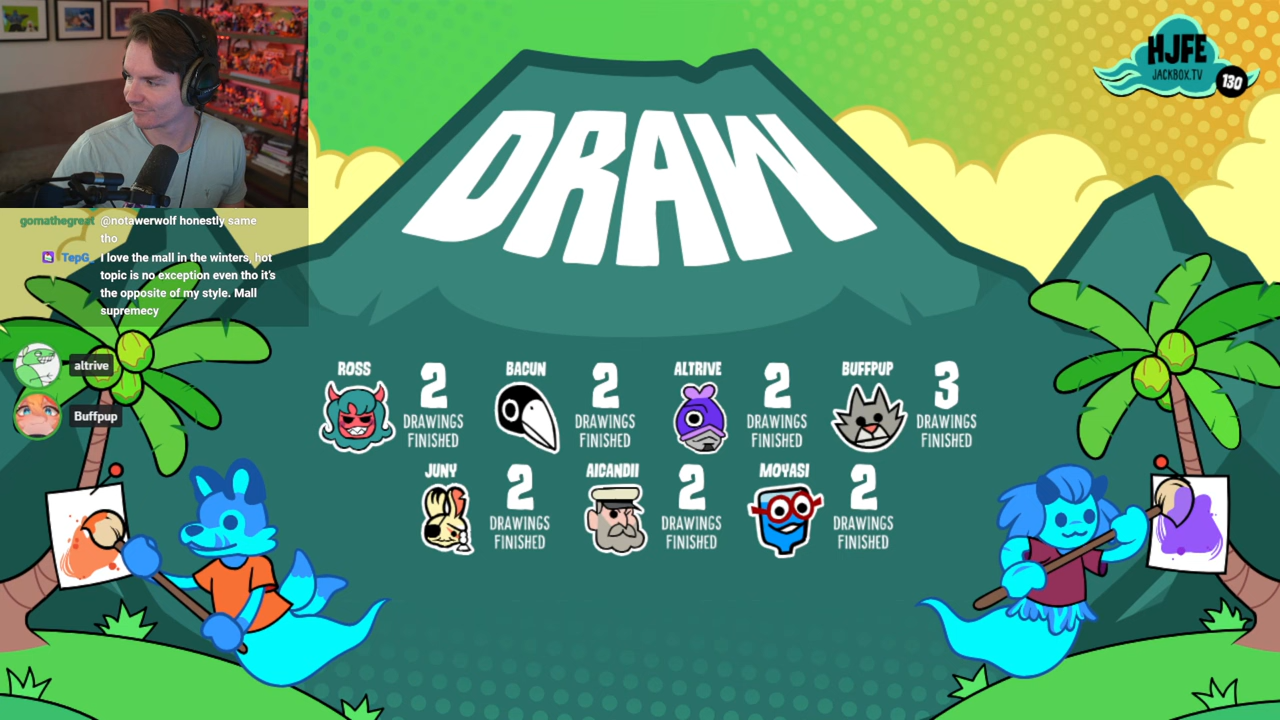 HJFE
JACKBOX.TV
130
DRAW
gomathegreat @notawerwolf honestly same
tho
TepG_ I love the mall in the winters, hot
topic is no exception even tho it's
the opposite of my style. Mall
supremecy
altrive
Buffpup
ROSS
2
DRAWINGS
FINISHED
BACUN
2
DRAWINGS
FINISHED
ALTRIVE
2
DRAWINGS
FINISHED
BUFFPUP
3
DRAWINGS
FINISHED
JUNY
2
DRAWINGS
FINISHED
AICANDII
2
DRAWINGS
FINISHED
MOYASI
2
DRAWINGS
FINISHED